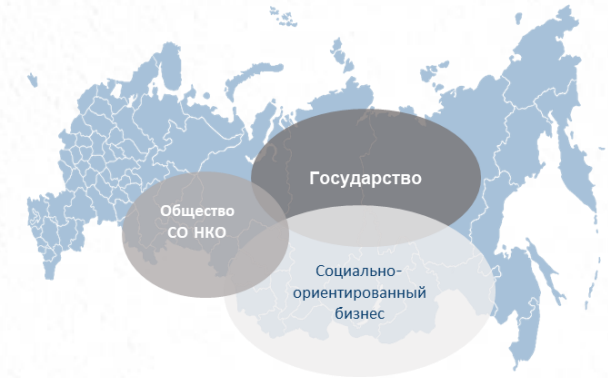 Государство
Общество
СО НКО
Социально-
ориентированный
бизнес